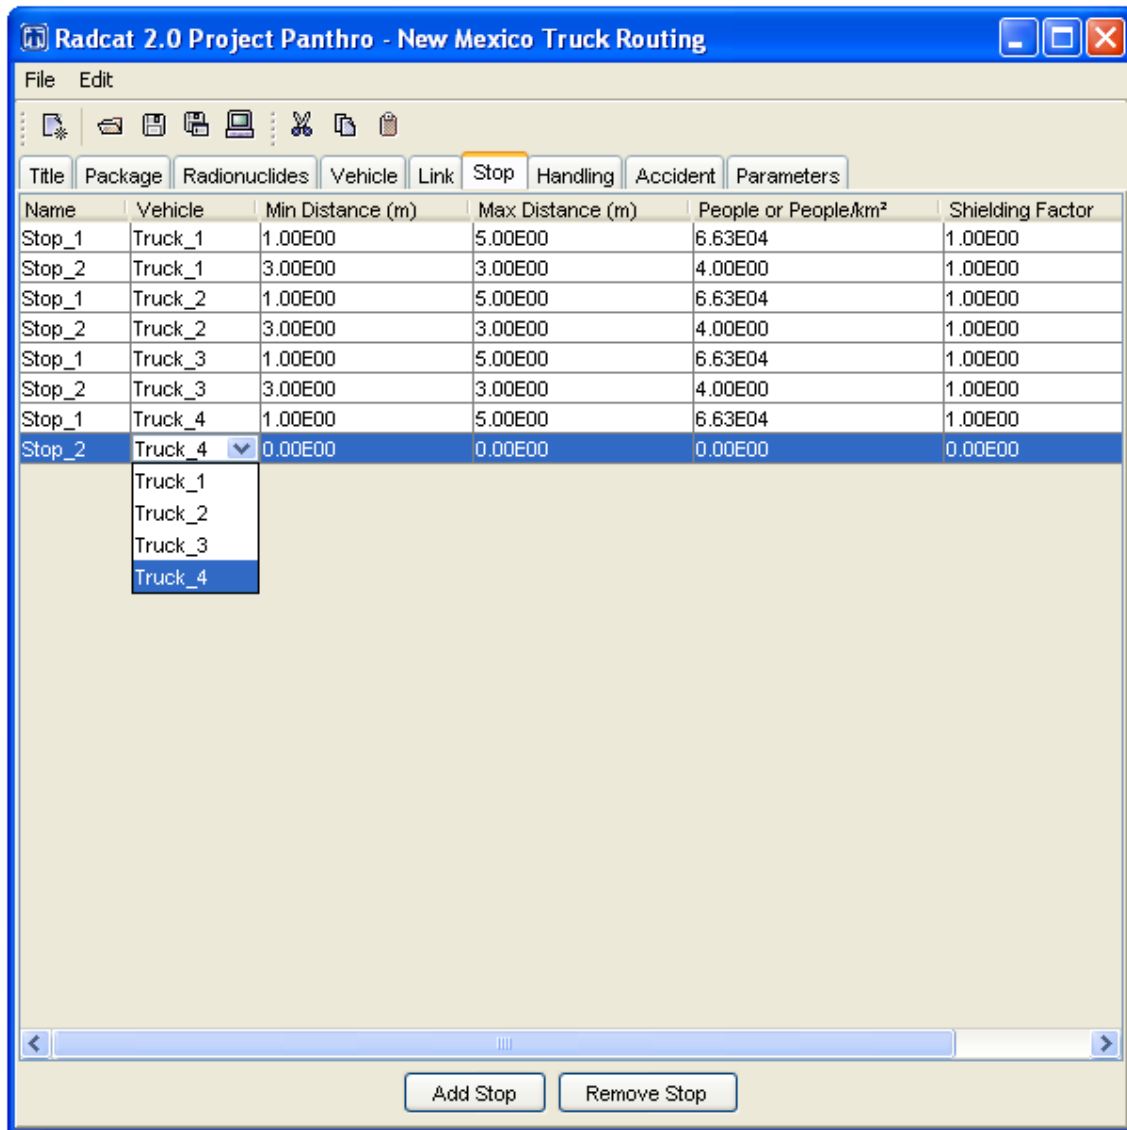 Radcat 2.0 Project Panthro - New Mexico Truck Routing
File Edit
Title Package Radionuclides Vehicle Link Stop Handling Accident Parameters
Name Vehicle Min Distance (m) Max Distance (m) People or People/km² Shielding Factor
Stop_1 Truck_1 1.00E00 5.00E00 6.63E04 1.00E00
Stop_2 Truck_1 3.00E00 3.00E00 4.00E00 1.00E00
Stop_1 Truck_2 1.00E00 5.00E00 6.63E04 1.00E00
Stop_2 Truck_2 3.00E00 3.00E00 4.00E00 1.00E00
Stop_1 Truck_3 1.00E00 5.00E00 6.63E04 1.00E00
Stop_2 Truck_3 3.00E00 3.00E00 4.00E00 1.00E00
Stop_1 Truck_4 1.00E00 5.00E00 6.63E04 1.00E00
Stop_2 Truck_4 0.00E00 0.00E00 0.00E00 0.00E00
Truck_1
Truck_2
Truck_3
Truck_4
Add Stop Remove Stop